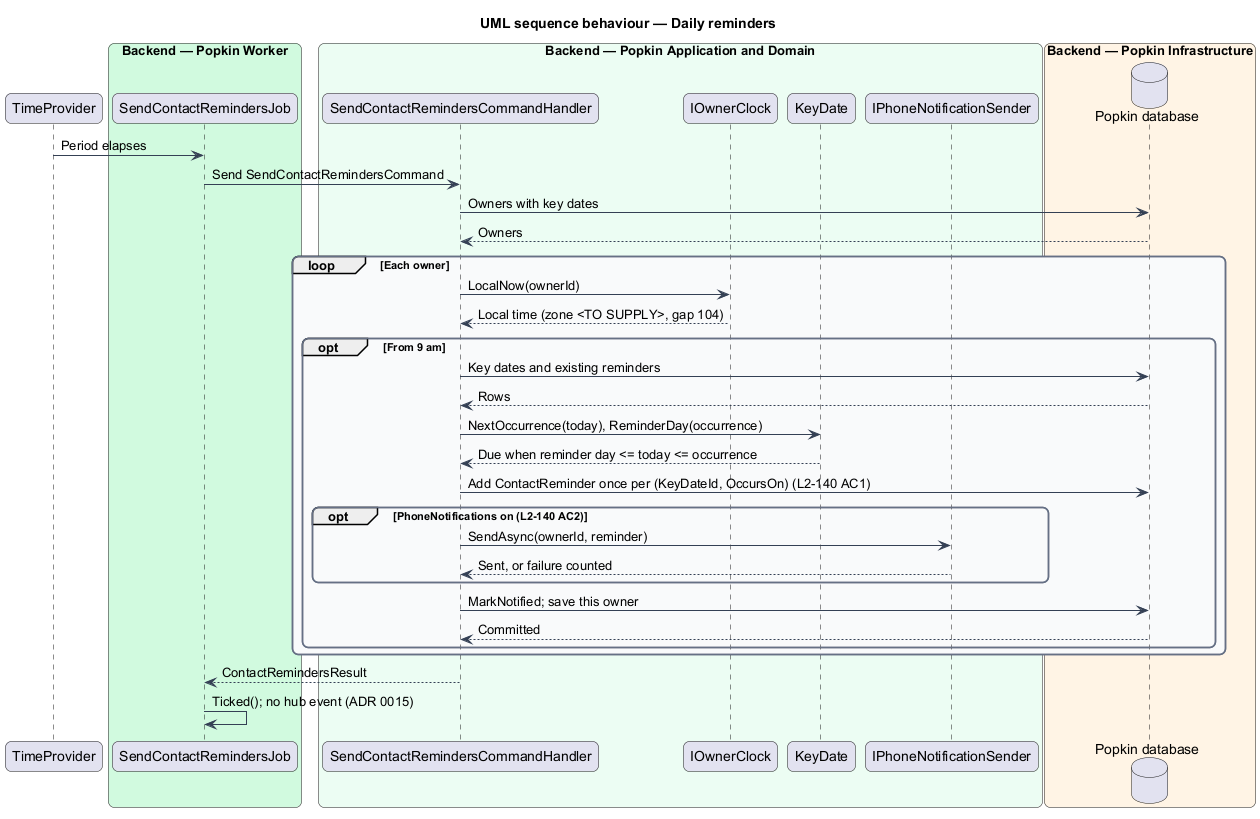 UML sequence behaviour — Daily reminders
Backend — Popkin Worker
Backend — Popkin Application and Domain
Backend — Popkin Infrastructure
TimeProvider
SendContactRemindersJob
SendContactRemindersCommandHandler
IOwnerClock
KeyDate
IPhoneNotificationSender
Popkin database
Period elapses
Send SendContactRemindersCommand
Owners with key dates
Owners
loop
[Each owner]
LocalNow(ownerId)
Local time (zone <TO SUPPLY>, gap 104)
opt
[From 9 am]
Key dates and existing reminders
Rows
NextOccurrence(today), ReminderDay(occurrence)
Due when reminder day <= today <= occurrence
Add ContactReminder once per (KeyDateId, OccursOn) (L2-140 AC1)
opt
[PhoneNotifications on (L2-140 AC2)]
SendAsync(ownerId, reminder)
Sent, or failure counted
MarkNotified; save this owner
Committed
ContactRemindersResult
Ticked(); no hub event (ADR 0015)
TimeProvider
SendContactRemindersJob
SendContactRemindersCommandHandler
IOwnerClock
KeyDate
IPhoneNotificationSender
Popkin database